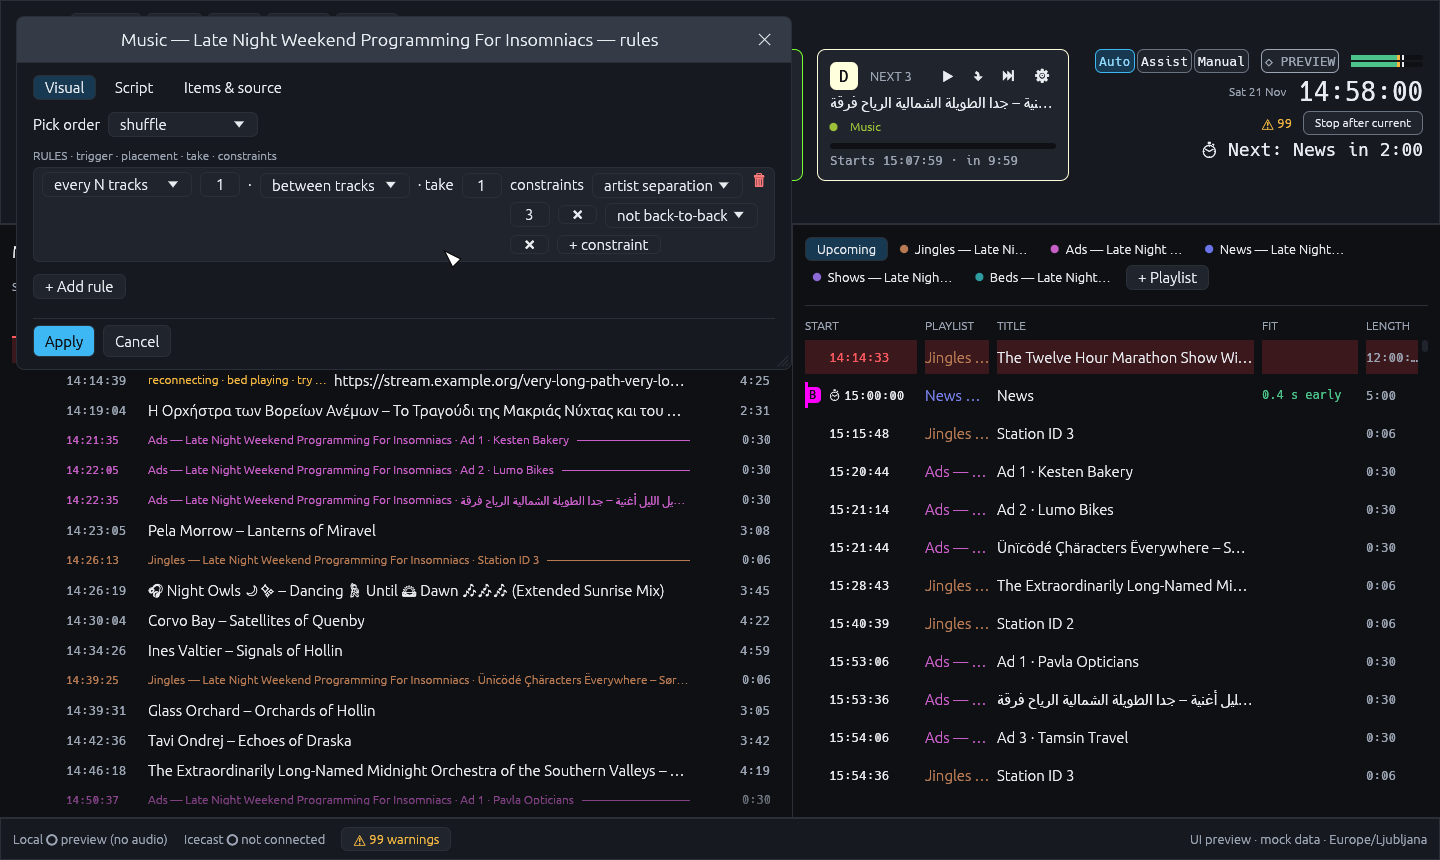 Music — Late Night Weekend Programming For Insomniacs — rules
Visual Script Items & source
Pick order shuffle
RULES · trigger · placement · take · constraints
every N tracks 1 · between tracks · take 1 constraints artist separation
3 × not back-to-back
× + constraint
+ Add rule
Apply Cancel
D NEXT 3
نية – جدا الطويلة الشمالية الرياح فرقة…
Music
Starts 15:07:59 · in 9:59
Auto Assist Manual ◇ PREVIEW
Sat 21 Nov 14:58:00
⚠ 99 Stop after current
Next: News in 2:00
14:14:39 reconnecting · bed playing · try … https://stream.example.org/very-long-path-very-lo… 4:25
14:19:04 Η Ορχήστρα των Βορείων Ανέμων – Το Τραγούδι της Μακριάς Νύχτας και του … 2:31
14:21:35 Ads — Late Night Weekend Programming For Insomniacs · Ad 1 · Kesten Bakery 0:30
14:22:05 Ads — Late Night Weekend Programming For Insomniacs · Ad 2 · Lumo Bikes 0:30
14:22:35 Ads — Late Night Weekend Programming For Insomniacs · يل الليل أغنية – جدا الطويلة الشمالية الرياح فرقة… 0:30
14:23:05 Pela Morrow – Lanterns of Miravel 3:08
14:26:13 Jingles — Late Night Weekend Programming For Insomniacs · Station ID 3 0:06
14:26:19 🎧 Night Owls 🌙✨ – Dancing 💃 Until 🌅 Dawn 🎶🎶🎶 (Extended Sunrise Mix) 3:45
14:30:04 Corvo Bay – Satellites of Quenby 4:22
14:34:26 Ines Valtier – Signals of Hollin 4:59
14:39:25 Jingles — Late Night Weekend Programming For Insomniacs · Ünïcödé Çhäracters Ëverywhere – Sør… 0:06
14:39:31 Glass Orchard – Orchards of Hollin 3:05
14:42:36 Tavi Ondrej – Echoes of Draska 3:42
14:46:18 The Extraordinarily Long-Named Midnight Orchestra of the Southern Valleys – … 4:19
14:50:37 Ads — Late Night Weekend Programming For Insomniacs · Ad 1 · Pavla Opticians 0:30
Upcoming Jingles — Late Ni… Ads — Late Night … News — Late Night…
Shows — Late Nigh… Beds — Late Night… + Playlist
START PLAYLIST TITLE FIT LENGTH
14:14:33 Jingles … The Twelve Hour Marathon Show Wi… 12:00:…
B 15:00:00 News … News 0.4 s early 5:00
15:15:48 Jingles … Station ID 3 0:06
15:20:44 Ads — … Ad 1 · Kesten Bakery 0:30
15:21:14 Ads — … Ad 2 · Lumo Bikes 0:30
15:21:44 Ads — … Ünïcödé Çhäracters Ëverywhere – S… 0:30
15:28:43 Jingles … The Extraordinarily Long-Named Mi… 0:06
15:40:39 Jingles … Station ID 2 0:06
15:53:06 Ads — … Ad 1 · Pavla Opticians 0:30
15:53:36 Ads — … ليل أغنية – جدا الطويلة الشمالية الرياح فرقة… 0:30
15:54:06 Ads — … Ad 3 · Tamsin Travel 0:30
15:54:36 Jingles … Station ID 3 0:06
Local preview (no audio) Icecast not connected ⚠ 99 warnings
UI preview · mock data · Europe/Ljubljana